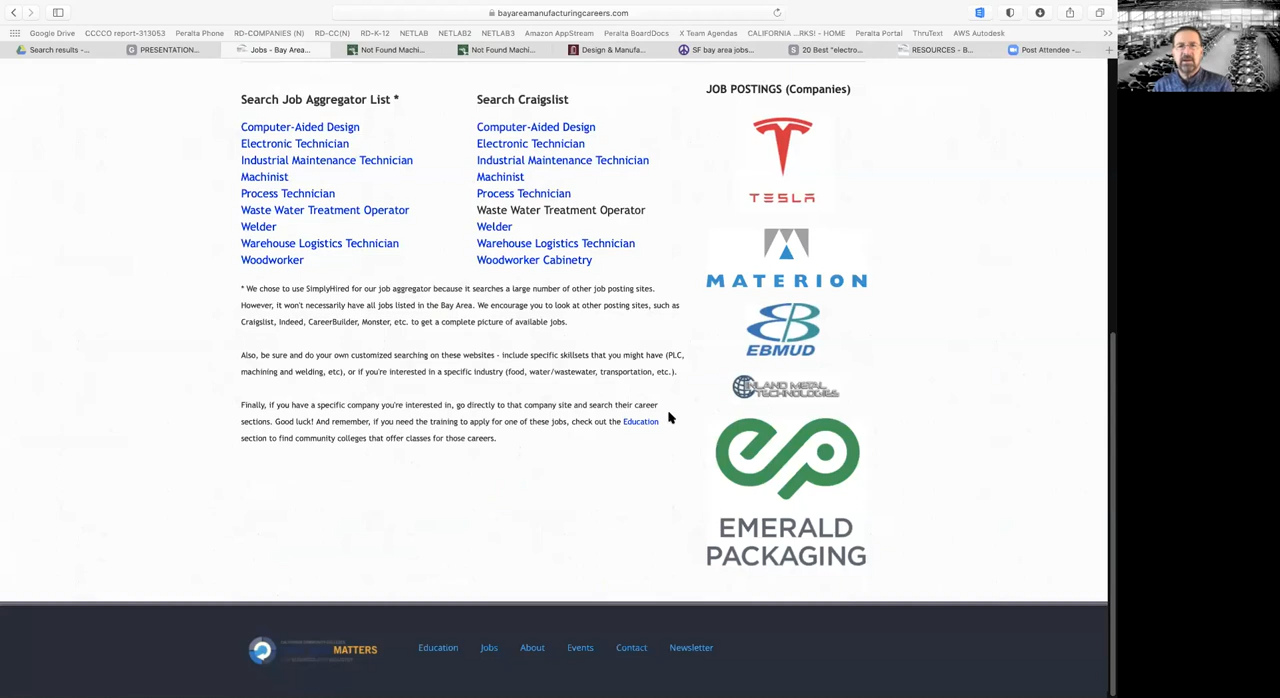 bayareamanufacturingcareers.com
Google Drive
CCCCO report-313053
Peralta Phone
RD-COMPANIES (NC)
RD-CC(N)
RD-K-12
NETLAB
NETLAB2
NETLAB3
Amazon AppStream
Peralta BoardDocs
X Team Agendas
CALIFORNIA ...RKS! - HOME
Peralta Portal
ThruText
AWS Autodesk
Search results -...
PRESENTATION...
Jobs - Bay Area...
Not Found Machi...
Not Found Machi...
Design & Manufa...
SF bay area jobs...
20 Best "electro...
RESOURCES - B...
Post Attendee -...
Search Job Aggregator List *
Computer-Aided Design
Electronic Technician
Industrial Maintenance Technician
Machinist
Process Technician
Waste Water Treatment Operator
Welder
Warehouse Logistics Technician
Woodworker
Search Craigslist
Computer-Aided Design
Electronic Technician
Industrial Maintenance Technician
Machinist
Process Technician
Waste Water Treatment Operator
Welder
Warehouse Logistics Technician
Woodworker Cabinetry
* We chose to use SimplyHired for our job aggregator because it searches a large number of other job posting sites.
However, it won't necessarily have all jobs listed in the Bay Area. We encourage you to look at other posting sites, such as
Craigslist, Indeed, CareerBuilder, Monster, etc. to get a complete picture of available jobs.
Also, be sure and do your own customized searching on these websites - include specific skillsets that you might have (PLC,
machining and welding, etc), or if you're interested in a specific industry (food, water/wastewater, transportation, etc.).
Finally, if you have a specific company you're interested in, go directly to that company site and search their career
sections. Good luck! And remember, if you need the training to apply for one of these jobs, check out the Education
section to find community colleges that offer classes for those careers.
JOB POSTINGS (Companies)
TESLA
MATERION
EBMUD
INLAND METAL
TECHNOLOGIES
ep
EMERALD
PACKAGING
MATTERS
Education
Jobs
About
Events
Contact
Newsletter